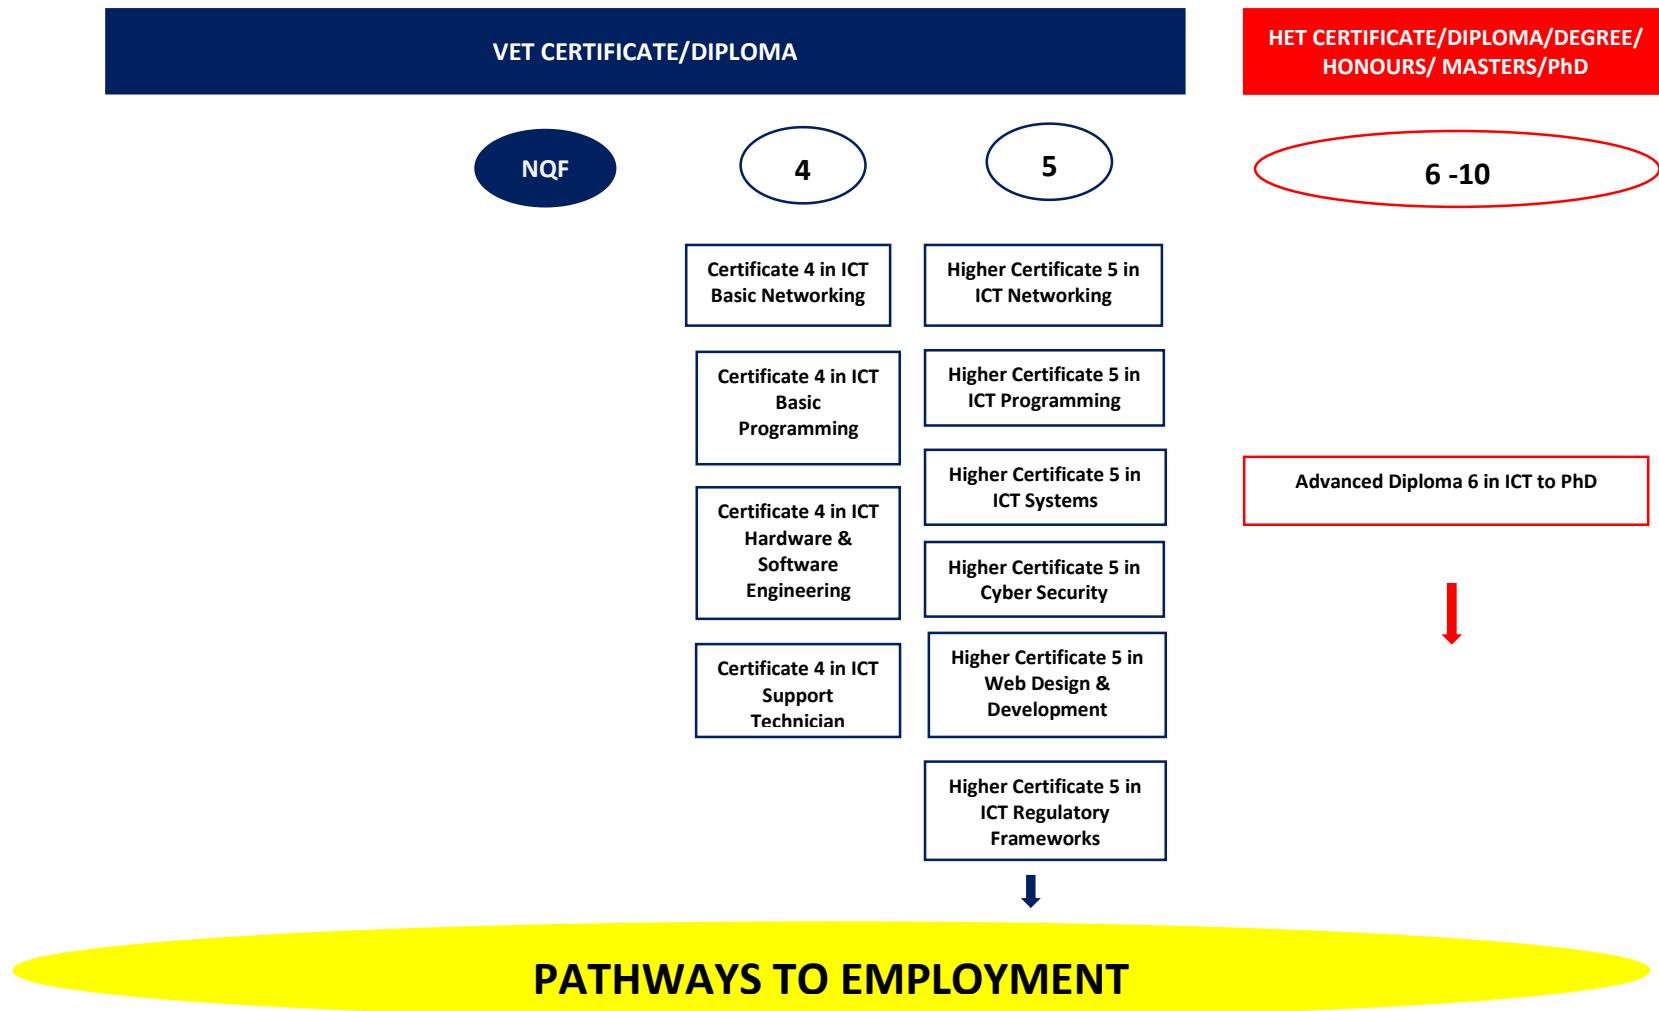 VET CERTIFICATE/DIPLOMA
HET CERTIFICATE/DIPLOMA/DEGREE/
HONOURS/ MASTERS/PhD
NQF
4
5
6 -10
Certificate 4 in ICT
Basic Networking
Certificate 4 in ICT
Basic
Programming
Certificate 4 in ICT
Hardware &
Software
Engineering
Certificate 4 in ICT
Support
Technician
Higher Certificate 5 in
ICT Networking
Higher Certificate 5 in
ICT Programming
Higher Certificate 5 in
ICT Systems
Higher Certificate 5 in
Cyber Security
Higher Certificate 5 in
Web Design &
Development
Higher Certificate 5 in
ICT Regulatory
Frameworks
Advanced Diploma 6 in ICT to PhD
PATHWAYS TO EMPLOYMENT